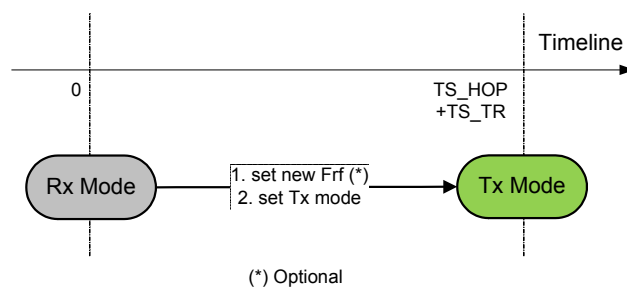 Timeline
0
TS_HOP
+TS_TR
Rx Mode
1. set new Frf (*)
2. set Tx mode
Tx Mode
(*) Optional